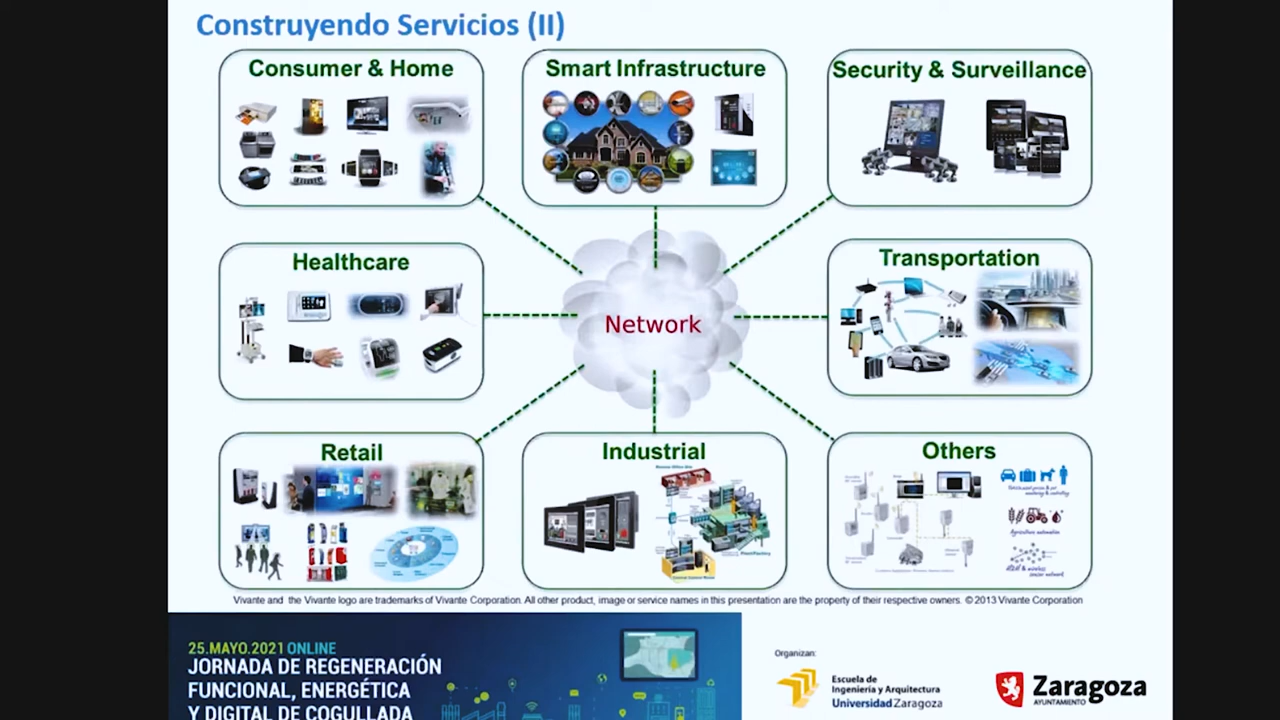 Construyendo Servicios (II)
Consumer & Home
Smart Infrastructure
Security & Surveillance
Healthcare
Network
Transportation
Retail
Industrial
Others
Agriculture automation
Vivante and the Vivante logo are trademarks of Vivante Corporation. All other product, image or service names in this presentation are the property of their respective owners. © 2013 Vivante Corporation
25.MAYO.2021 ONLINE
JORNADA DE REGENERACIÓN
FUNCIONAL, ENERGÉTICA
Y DIGITAL DE COGULLADA
Organizan:
Escuela de
Ingeniería y Arquitectura
Universidad Zaragoza
Zaragoza
AYUNTAMIENTO